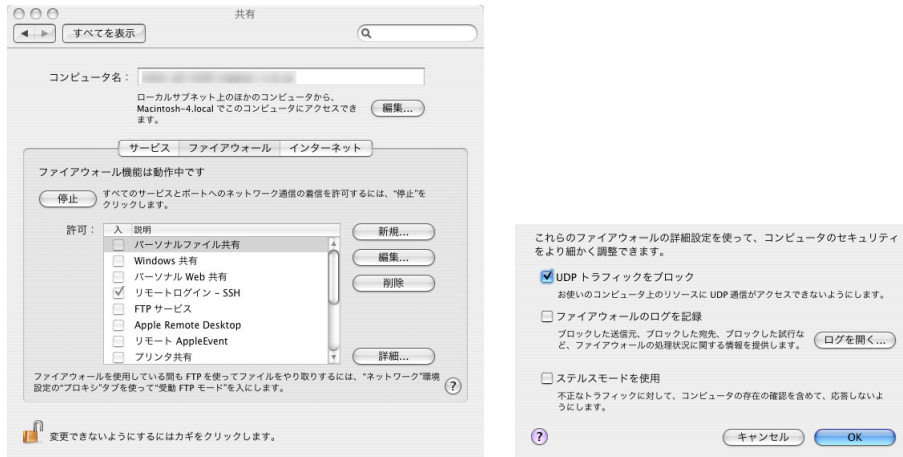 共有
すべてを表示
コンピュータ名：
ローカルサブネット上のほかのコンピュータから、
Macintosh-4.local でこのコンピュータにアクセスでき
ます。
編集...
サービス ファイアウォール インターネット
ファイアウォール機能は動作中です
停止
すべてのサービスとポートへのネットワーク通信の着信を許可するには、“停止”を
クリックします。
許可：
入 説明
パーソナルファイル共有
Windows 共有
パーソナル Web 共有
リモートログイン – SSH
FTP サービス
Apple Remote Desktop
リモート AppleEvent
プリンタ共有
新規...
編集...
削除
詳細...
ファイアウォールを使用している間も FTP を使ってファイルをやり取りするには、“ネットワーク”環境
設定の“プロキシ”タブを使って“受動 FTP モード”を入にします。
?
変更できないようにするにはカギをクリックします。
これらのファイアウォールの詳細設定を使って、コンピュータのセキュリティ
をより細かく調整できます。
UDP トラフィックをブロック
お使いのコンピュータ上のリソースに UDP 通信がアクセスできないようにします。
ファイアウォールのログを記録
ブロックした送信元、ブロックした宛先、ブロックした試行な
ど、ファイアウォールの処理状況に関する情報を提供します。
ログを開く...
ステルスモードを使用
不正なトラフィックに対して、コンピュータの存在の確認を含めて、応答しないよ
うにします。
?
キャンセル
OK